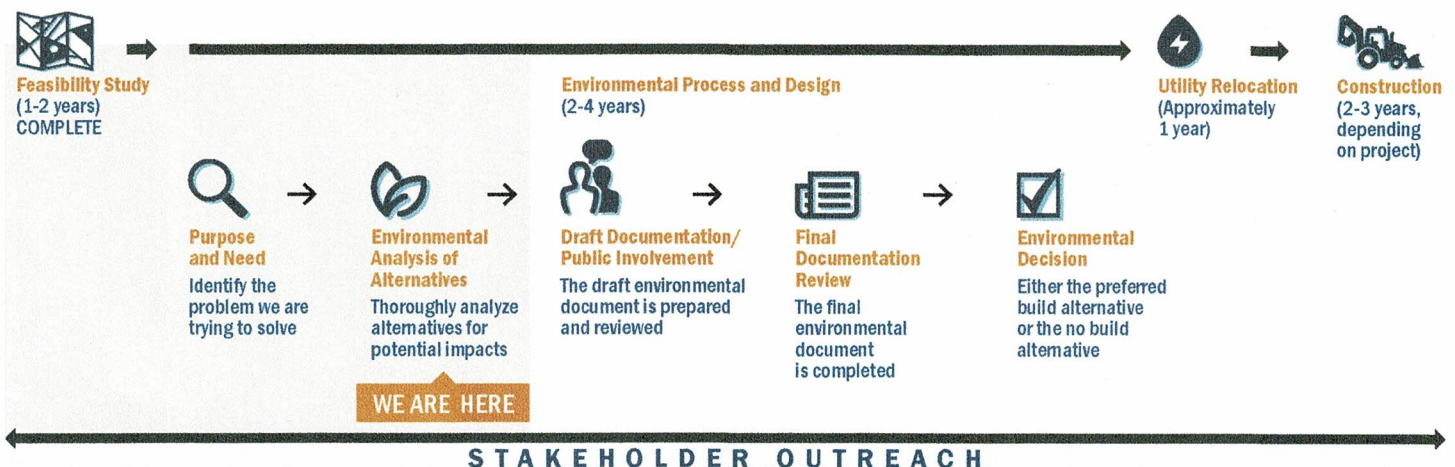 Feasibility Study
(1-2 years)
COMPLETE
Environmental Process and Design
(2-4 years)
Utility Relocation
(Approximately
1 year)
Construction
(2-3 years,
depending
on project)
Purpose
and Need
Identify the
problem we are
trying to solve
Environmental
Analysis of
Alternatives
Thoroughly analyze
alternatives for
potential impacts
WE ARE HERE
Draft Documentation/
Public Involvement
The draft environmental
document is prepared
and reviewed
Final
Documentation
Review
The final
environmental
document
is completed
Environmental
Decision
Either the preferred
build alternative
or the no build
alternative
STAKEHOLDER OUTREACH